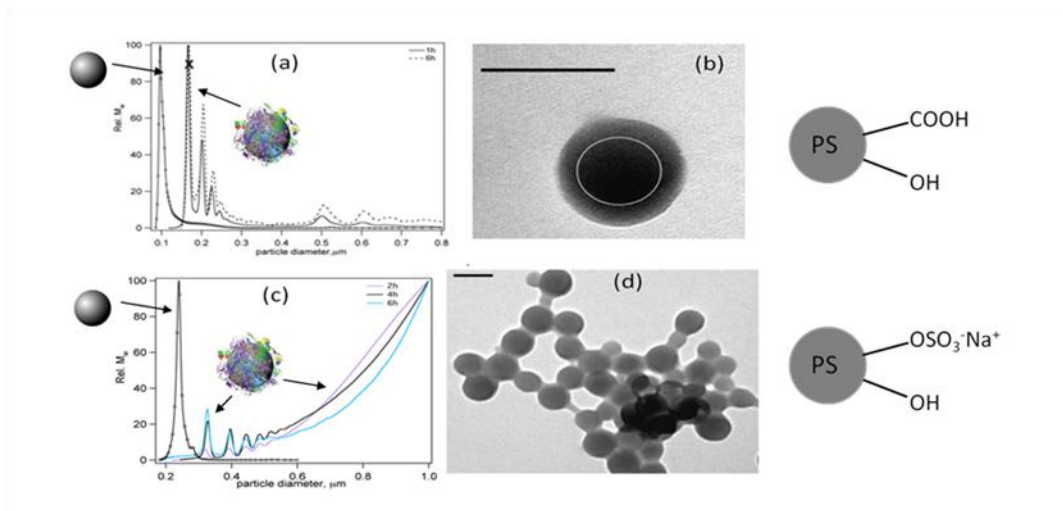 (a)
1h
6h
100
80
60
40
20
0
Rel. Mw
x
0.1 0.2 0.3 0.4 0.5 0.6 0.7 0.8
particle diameter,μm
(b)
PS
COOH
OH
(c)
2h
4h
6h
100
80
60
40
20
0
Rel. Mw
0.2 0.4 0.6 0.8 1.0
particle diameter, μm
(d)
PS
OSO₃⁻Na⁺
OH